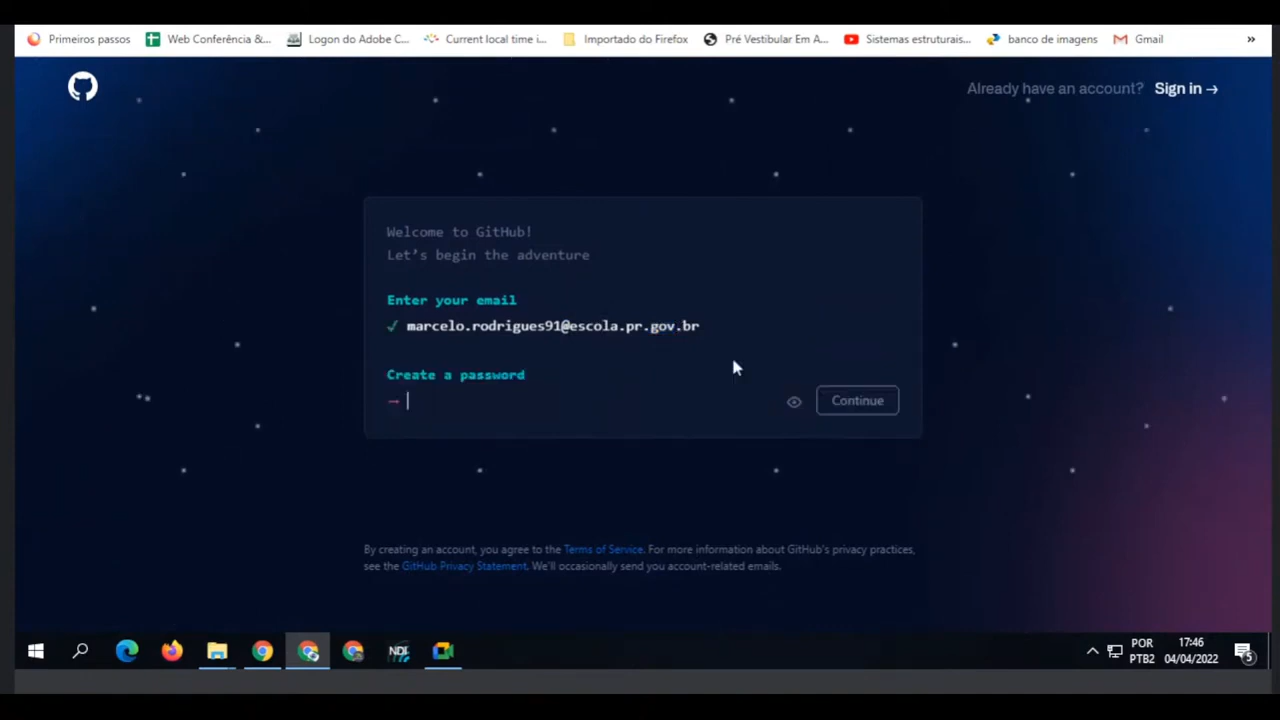 Primeiros passos Web Conferência &... Logon do Adobe C... Current local time i... Importado do Firefox Pré Vestibular Em A... Sistemas estruturais... banco de imagens Gmail »
Already have an account? Sign in →
Welcome to GitHub!
Let's begin the adventure
Enter your email
✓ marcelo.rodrigues91@escola.pr.gov.br
Create a password
→
Continue
By creating an account, you agree to the Terms of Service. For more information about GitHub's privacy practices,
see the GitHub Privacy Statement. We'll occasionally send you account-related emails.
NDI
POR 17:46
PTB2 04/04/2022 5